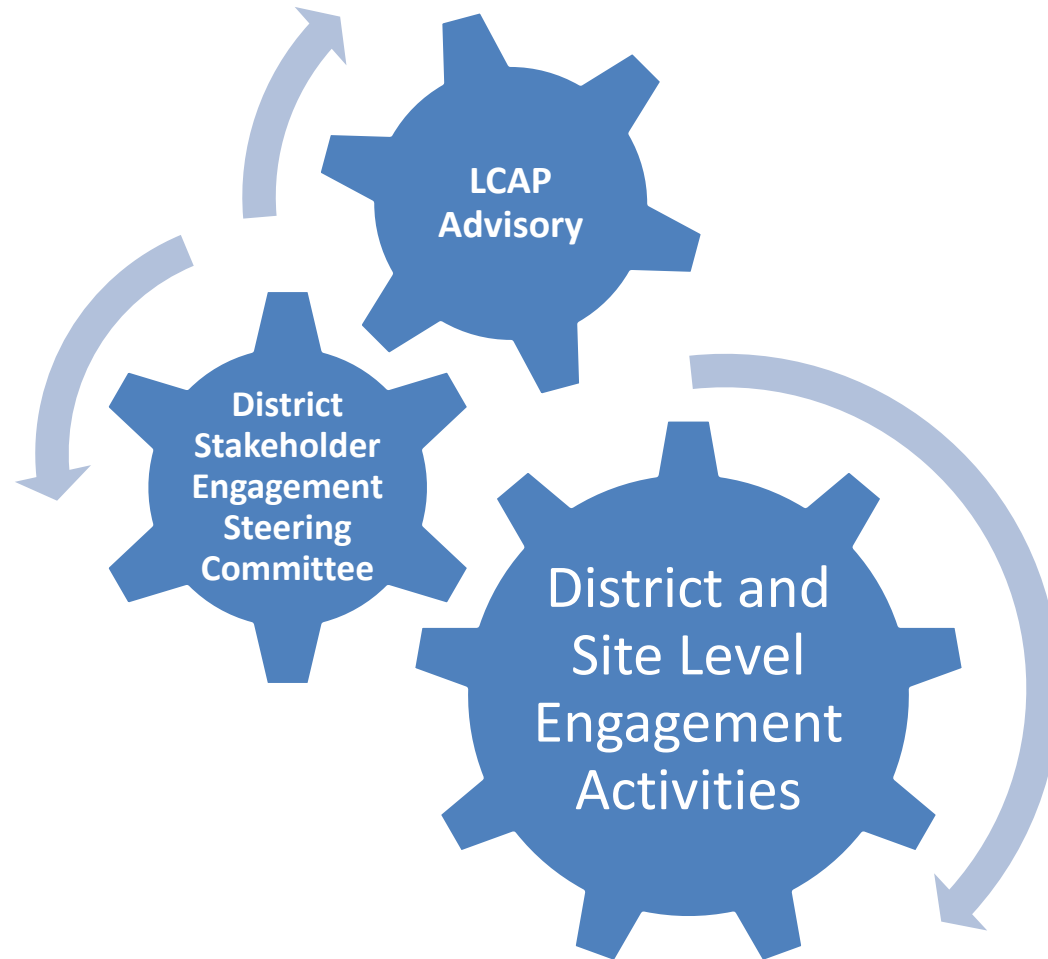 LCAP
Advisory
District
Stakeholder
Engagement
Steering
Committee
District and
Site Level
Engagement
Activities